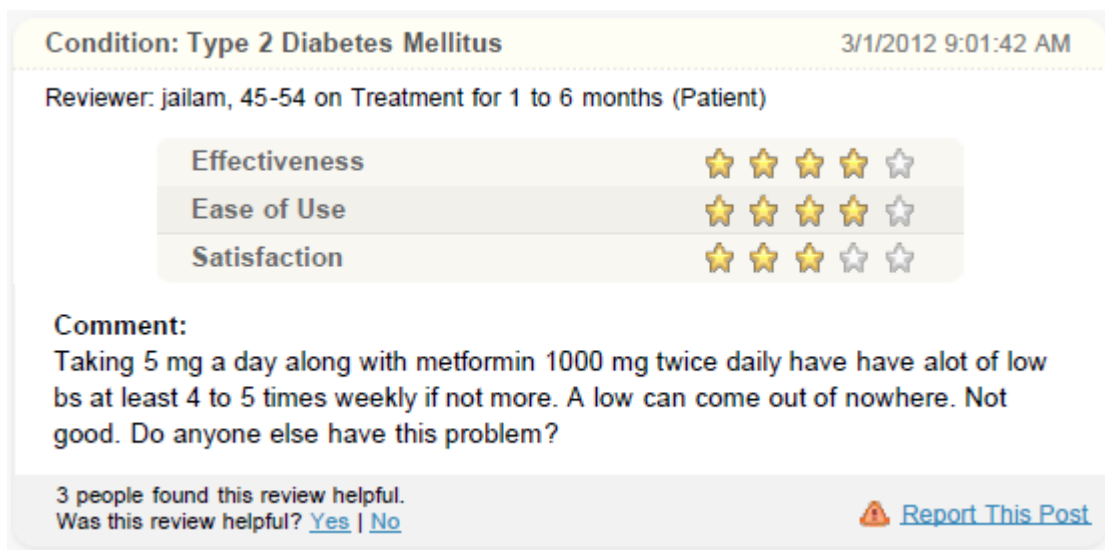 Condition: Type 2 Diabetes Mellitus 3/1/2012 9:01:42 AM
Reviewer: jailam, 45-54 on Treatment for 1 to 6 months (Patient)
Effectiveness
Ease of Use
Satisfaction
Comment:
Taking 5 mg a day along with metformin 1000 mg twice daily have have alot of low
bs at least 4 to 5 times weekly if not more. A low can come out of nowhere. Not
good. Do anyone else have this problem?
3 people found this review helpful.
Was this review helpful? Yes | No
Report This Post